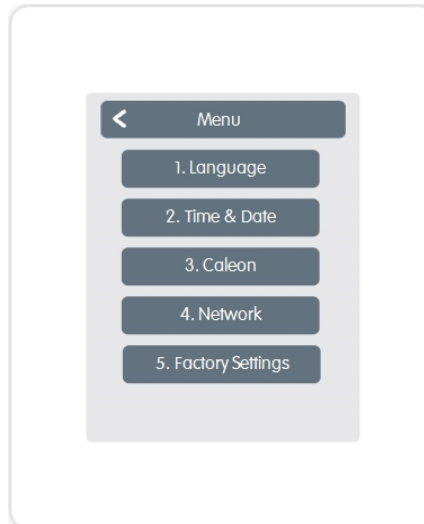 Menu
1. Language
2. Time & Date
3. Caleon
4. Network
5. Factory Settings